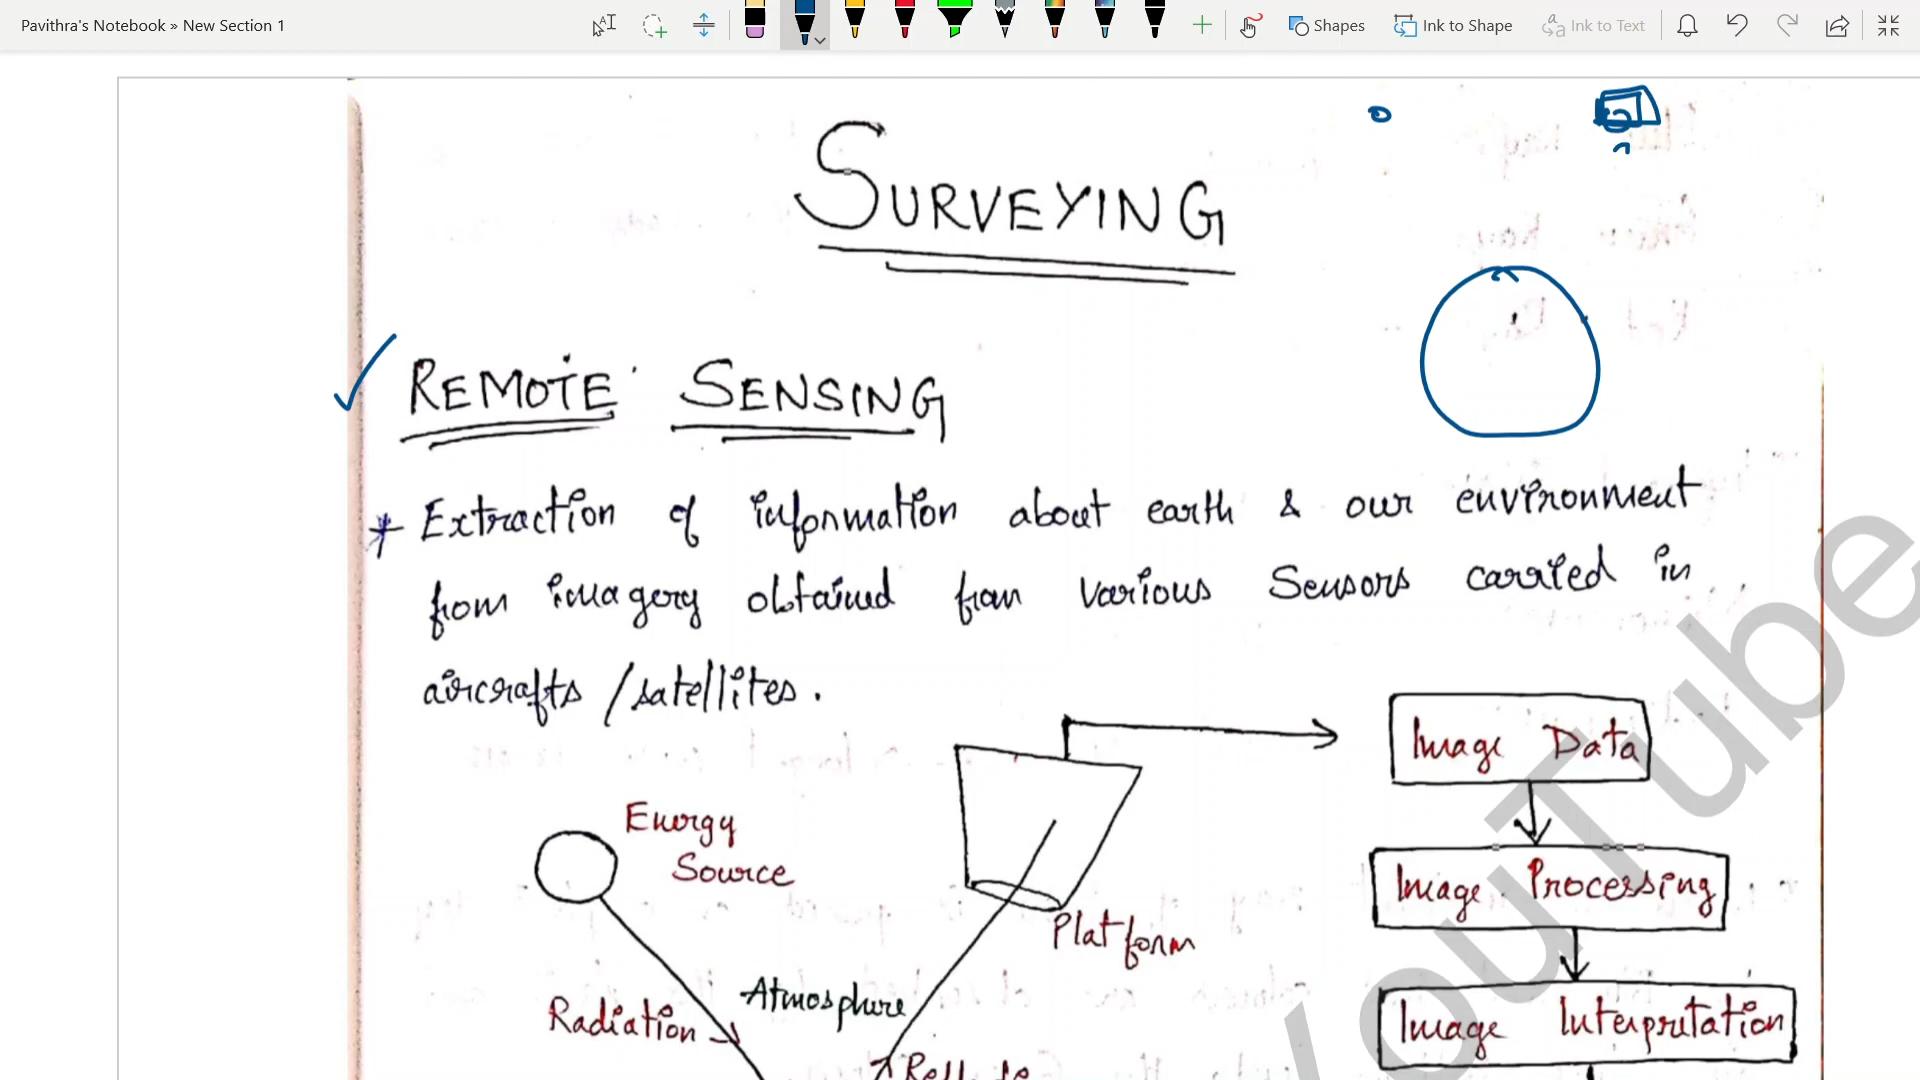 Pavithra's Notebook » New Section 1
Shapes
Ink to Shape
Ink to Text
SURVEYING
REMOTE SENSING
* Extraction of information about earth & our environment
from imagery obtained from various Sensors carried in
aircrafts / satellites.
Image Data
Energy
Source
Image Processing
Platform
Atmosphere
Radiation
Image Interpretation
YouTube